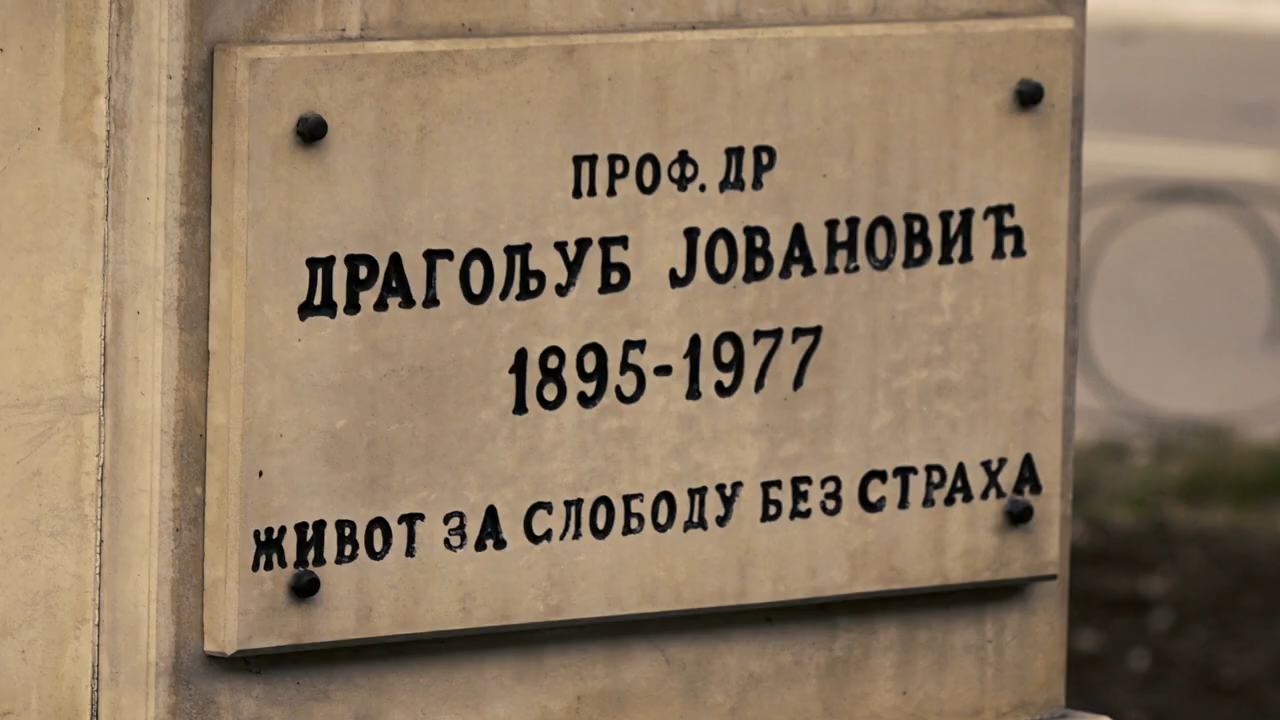 ПРОФ. ДР
ДРАГОЉУБ ЈОВАНОВИЋ
1895-1977
ЖИВОТ ЗА СЛОБОДУ БЕЗ СТРАХА